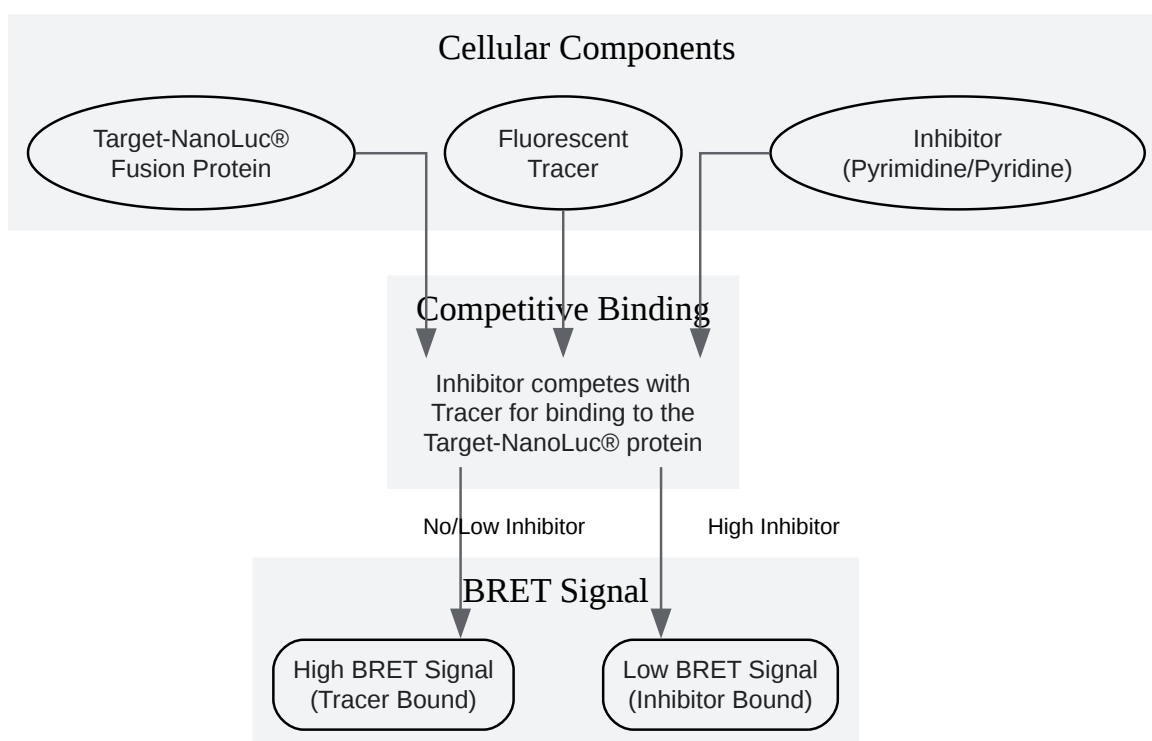 Cellular Components
Target-NanoLuc®
Fusion Protein
Fluorescent
Tracer
Inhibitor
(Pyrimidine/Pyridine)
Competitive Binding
Inhibitor competes with
Tracer for binding to the
Target-NanoLuc® protein
No/Low Inhibitor
High Inhibitor
BRET Signal
High BRET Signal
(Tracer Bound)
Low BRET Signal
(Inhibitor Bound)